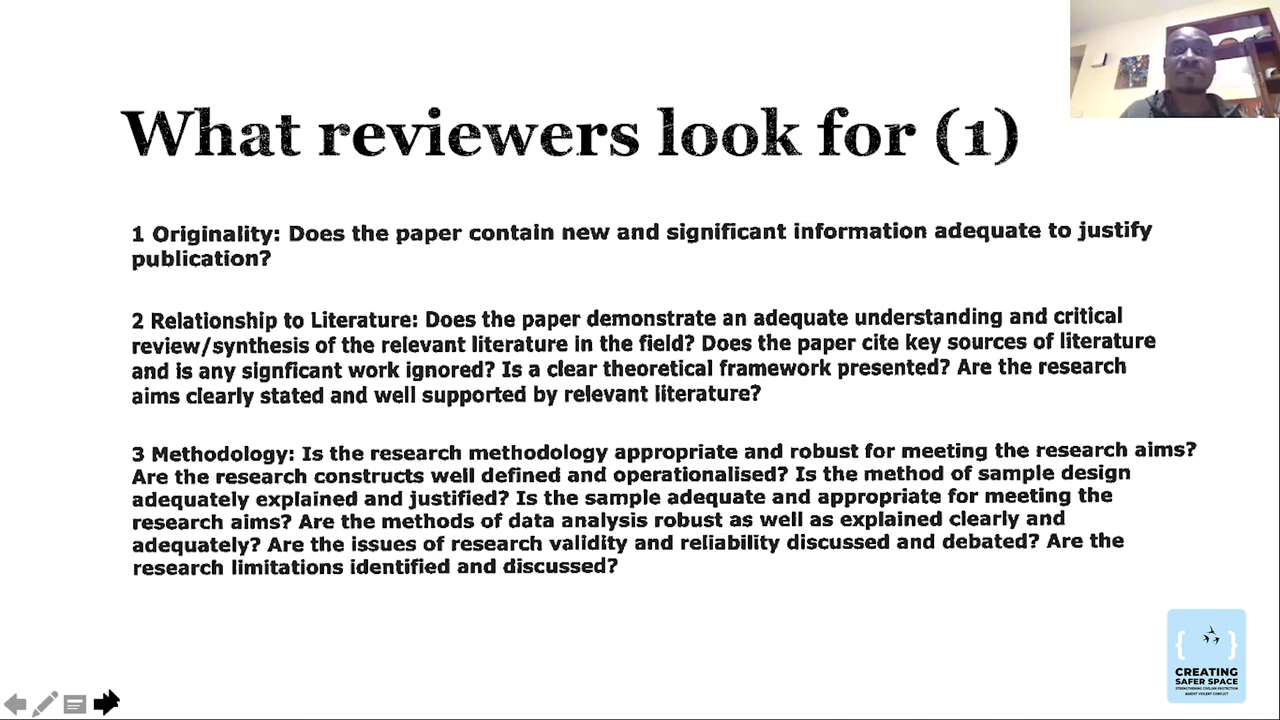 What reviewers look for (1)
1 Originality: Does the paper contain new and significant information adequate to justify
publication?
2 Relationship to Literature: Does the paper demonstrate an adequate understanding and critical
review/synthesis of the relevant literature in the field? Does the paper cite key sources of literature
and is any signficant work ignored? Is a clear theoretical framework presented? Are the research
aims clearly stated and well supported by relevant literature?
3 Methodology: Is the research methodology appropriate and robust for meeting the research aims?
Are the research constructs well defined and operationalised? Is the method of sample design
adequately explained and justified? Is the sample adequate and appropriate for meeting the
research aims? Are the methods of data analysis robust as well as explained clearly and
adequately? Are the issues of research validity and reliability discussed and debated? Are the
research limitations identified and discussed?
CREATING
SAFER SPACE
STRENGTHENING CIVILIAN PROTECTION
AMIDST VIOLENT CONFLICT